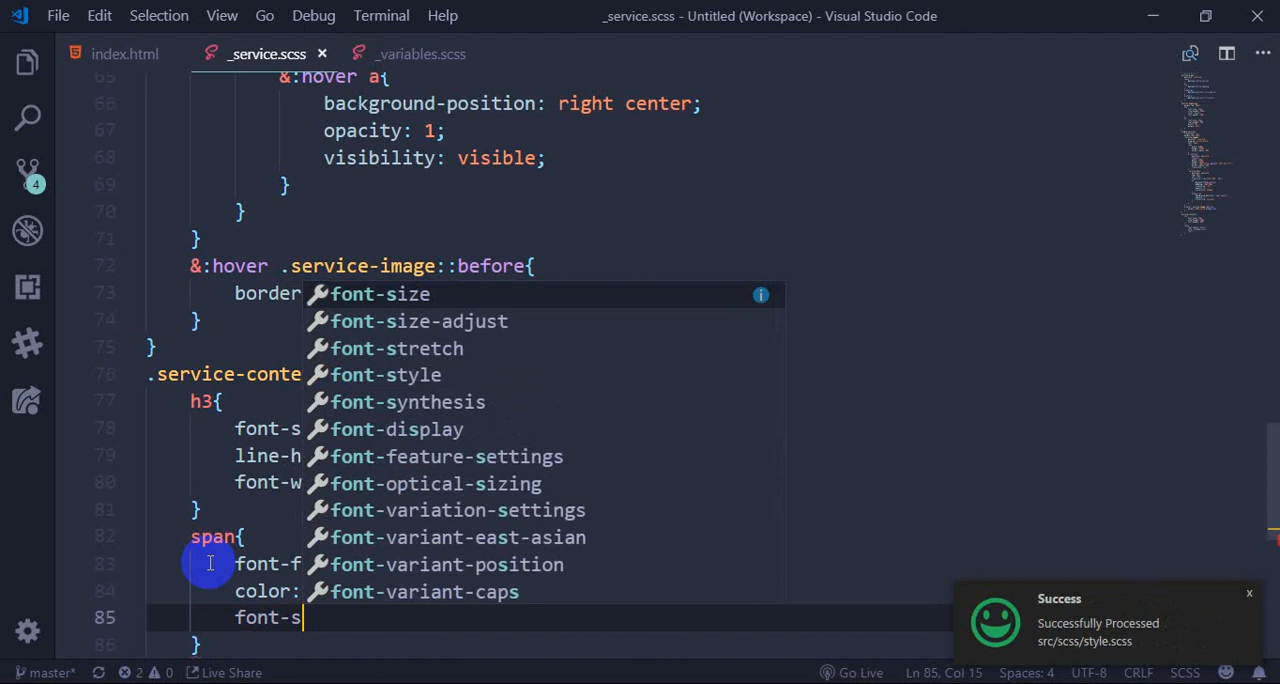 File Edit Selection View Go Debug Terminal Help _service.scss - Untitled (Workspace) - Visual Studio Code
index.html _service.scss _variables.scss
65 &:hover a{
66 background-position: right center;
67 opacity: 1;
68 visibility: visible;
69 }
70 }
71 }
72 &:hover .service-image::before{
73 border
font-size
74 }
font-size-adjust
75 }
font-stretch
76 .service-conte
font-style
77 h3{
font-synthesis
78 font-s
font-display
79 line-h
font-feature-settings
80 font-w
font-optical-sizing
81 }
font-variation-settings
82 span{
font-variant-east-asian
83 font-f
font-variant-position
84 color:
font-variant-caps
85 font-s
86 }
4
Success
Successfully Processed
src/scss/style.scss
master* 2 0 Live Share Go Live Ln 85, Col 15 Spaces: 4 UTF-8 CRLF SCSS